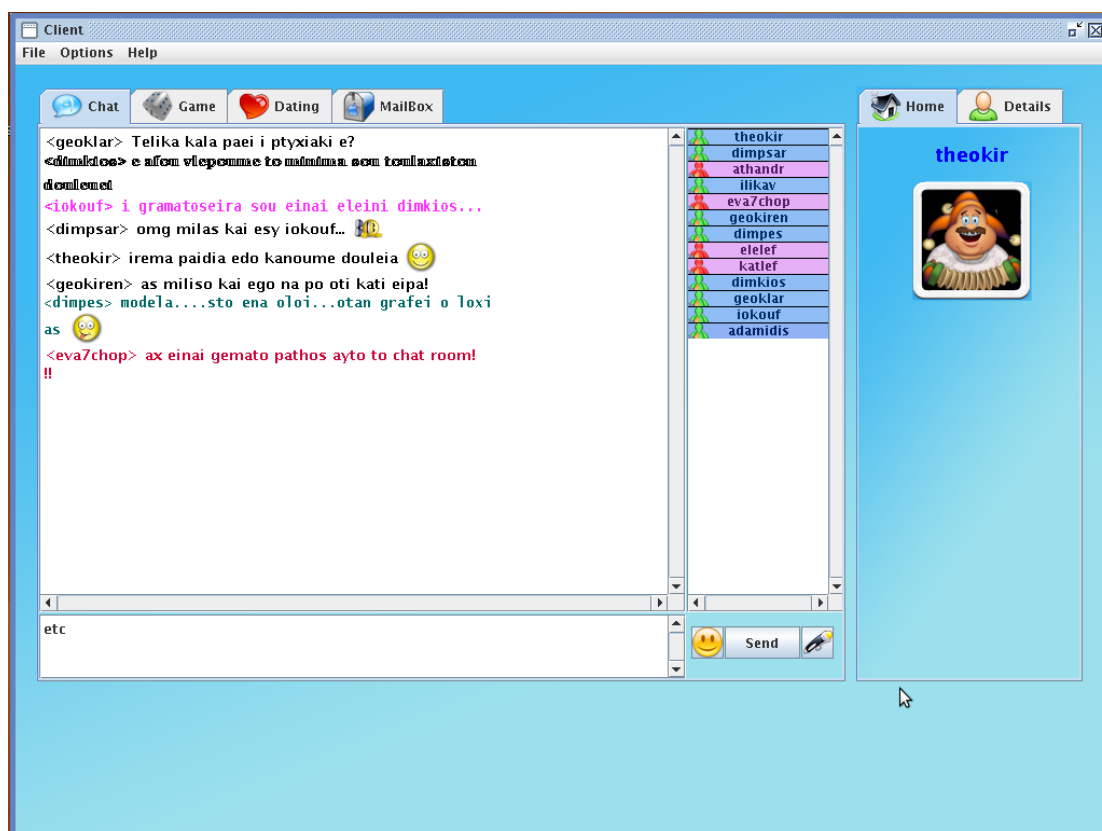 Client
File Options Help
Chat Game Dating MailBox
Home Details
<geoklar> Telika kala paei i ptyxiaki e?
<dimkios> e afou vlepoume to minima sou toulaxiston
douleuei
<iokouf> i gramatoseira sou einai eleini dimkios...
<dimpsar> omg milas kai esy iokouf...
<theokir> irema paidia edo kanoume douleia
<geokiren> as miliso kai ego na po oti kati eipa!
<dimpes> modela....sto ena oloi...otan grafei o loxi
as
<eva7chop> ax einai gemato pathos ayto to chat room!
!!
theokir
dimpsar
athandr
ilikav
eva7chop
geokiren
dimpes
elelef
katlef
dimkios
geoklar
iokouf
adamidis
theokir
etc
Send